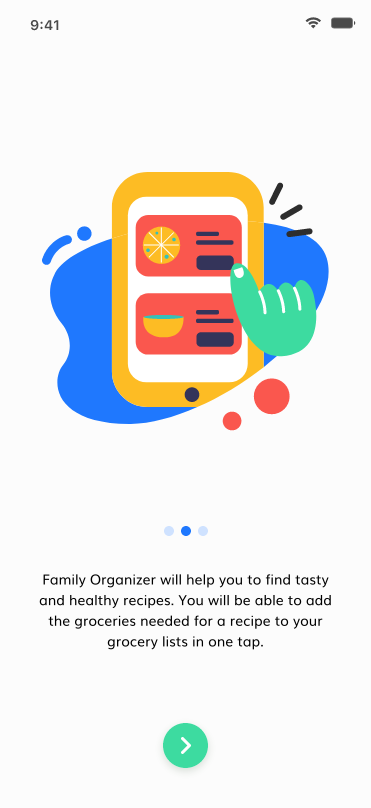 9:41
Family Organizer will help you to find tasty
and healthy recipes. You will be able to add
the groceries needed for a recipe to your
grocery lists in one tap.